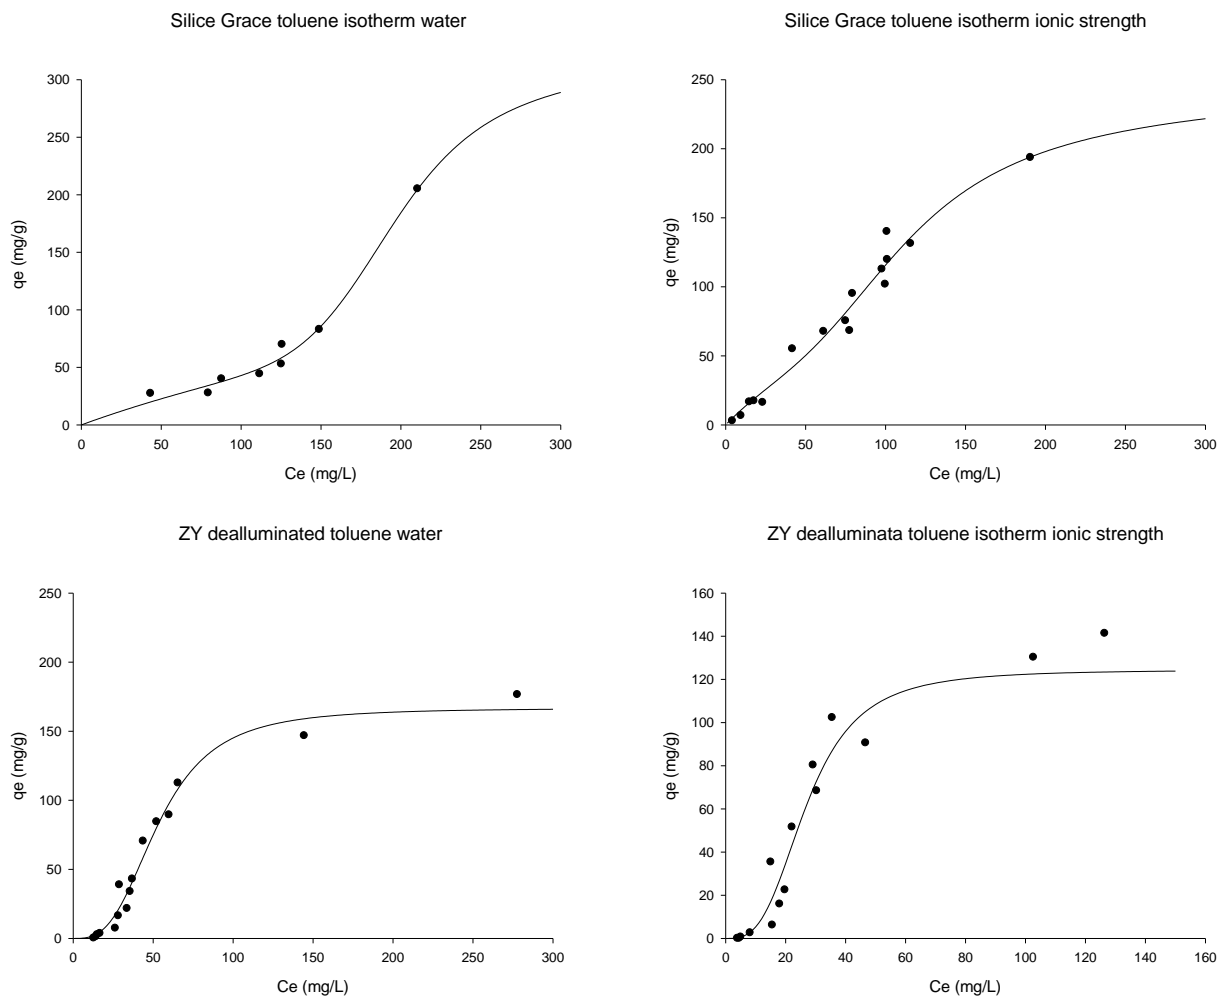 Silice Grace toluene isotherm water
300
250
200
150
100
50
0
qe (mg/g)
0 50 100 150 200 250 300
Ce (mg/L)
Silice Grace toluene isotherm ionic strength
250
200
150
100
50
0
qe (mg/g)
0 50 100 150 200 250 300
Ce (mg/L)
ZY dealluminated toluene water
250
200
150
100
50
0
qe (mg/g)
0 50 100 150 200 250 300
Ce (mg/L)
ZY dealluminata toluene isotherm ionic strength
160
140
120
100
80
60
40
20
0
qe (mg/g)
0 20 40 60 80 100 120 140 160
Ce (mg/L)